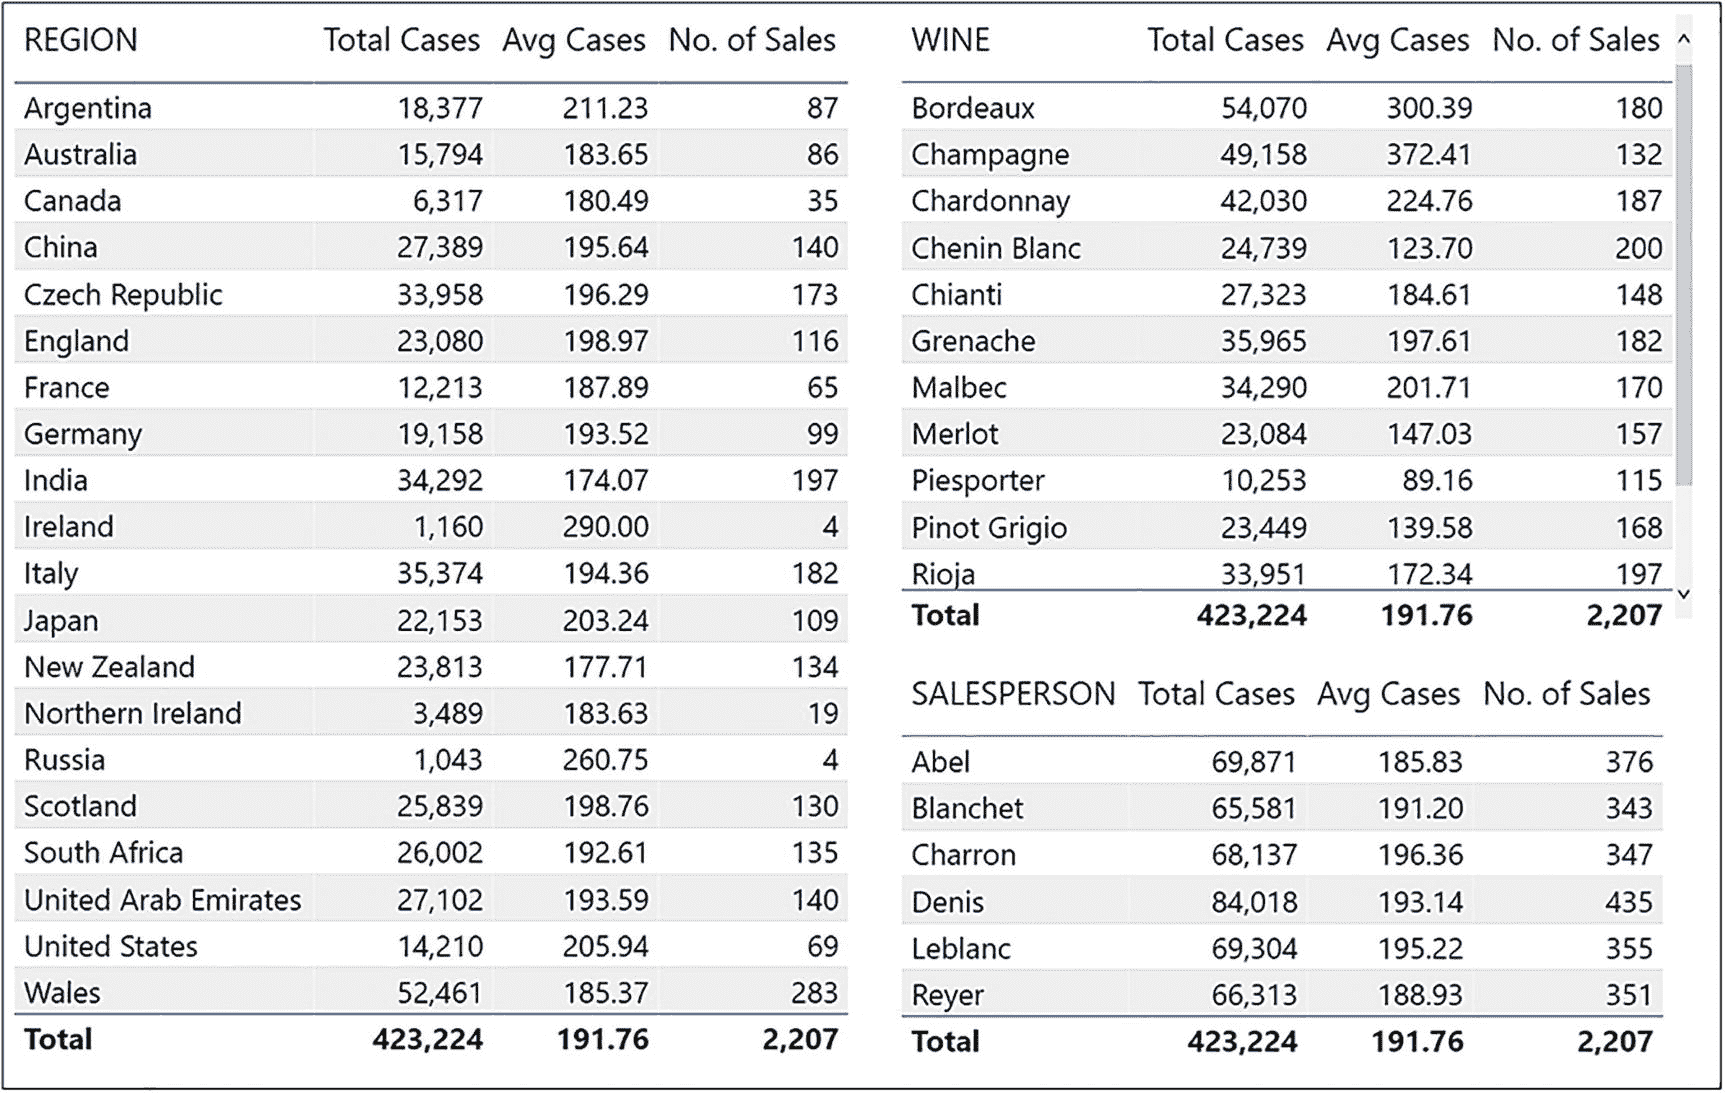 REGION Total Cases Avg Cases No. of Sales
Argentina 18,377 211.23 87
Australia 15,794 183.65 86
Canada 6,317 180.49 35
China 27,389 195.64 140
Czech Republic 33,958 196.29 173
England 23,080 198.97 116
France 12,213 187.89 65
Germany 19,158 193.52 99
India 34,292 174.07 197
Ireland 1,160 290.00 4
Italy 35,374 194.36 182
Japan 22,153 203.24 109
New Zealand 23,813 177.71 134
Northern Ireland 3,489 183.63 19
Russia 1,043 260.75 4
Scotland 25,839 198.76 130
South Africa 26,002 192.61 135
United Arab Emirates 27,102 193.59 140
United States 14,210 205.94 69
Wales 52,461 185.37 283
Total 423,224 191.76 2,207
WINE Total Cases Avg Cases No. of Sales
Bordeaux 54,070 300.39 180
Champagne 49,158 372.41 132
Chardonnay 42,030 224.76 187
Chenin Blanc 24,739 123.70 200
Chianti 27,323 184.61 148
Grenache 35,965 197.61 182
Malbec 34,290 201.71 170
Merlot 23,084 147.03 157
Piesporter 10,253 89.16 115
Pinot Grigio 23,449 139.58 168
Rioja 33,951 172.34 197
Total 423,224 191.76 2,207
SALESPERSON Total Cases Avg Cases No. of Sales
Abel 69,871 185.83 376
Blanchet 65,581 191.20 343
Charron 68,137 196.36 347
Denis 84,018 193.14 435
Leblanc 69,304 195.22 355
Reyer 66,313 188.93 351
Total 423,224 191.76 2,207